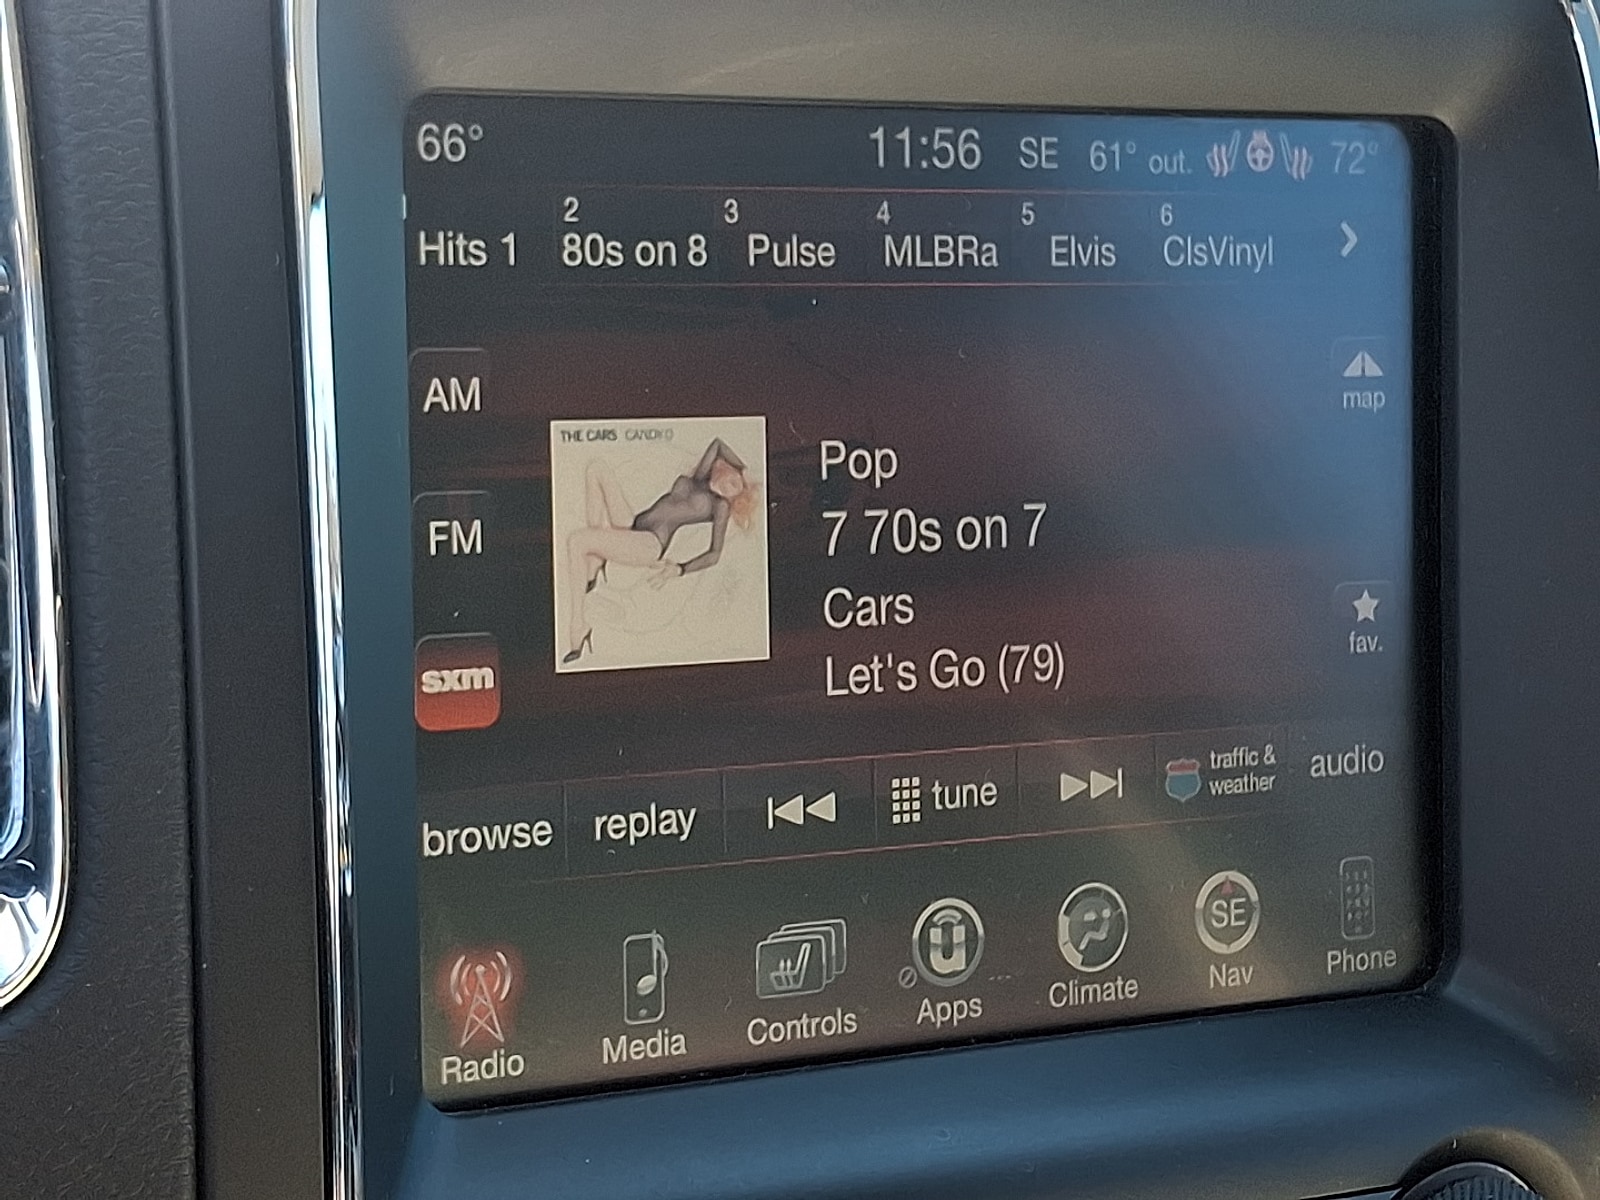 66° 11:56 SE 61° out. 72°
2 3 4 5 6
Hits 1 80s on 8 Pulse MLBRa Elvis ClsVinyl
AM
map
THE CARS CANDY-O
Pop
7 70s on 7
FM
Cars
fav.
Let's Go (79)
sxm
browse replay tune traffic & weather audio
SE
Radio Media Controls Apps Climate Nav Phone